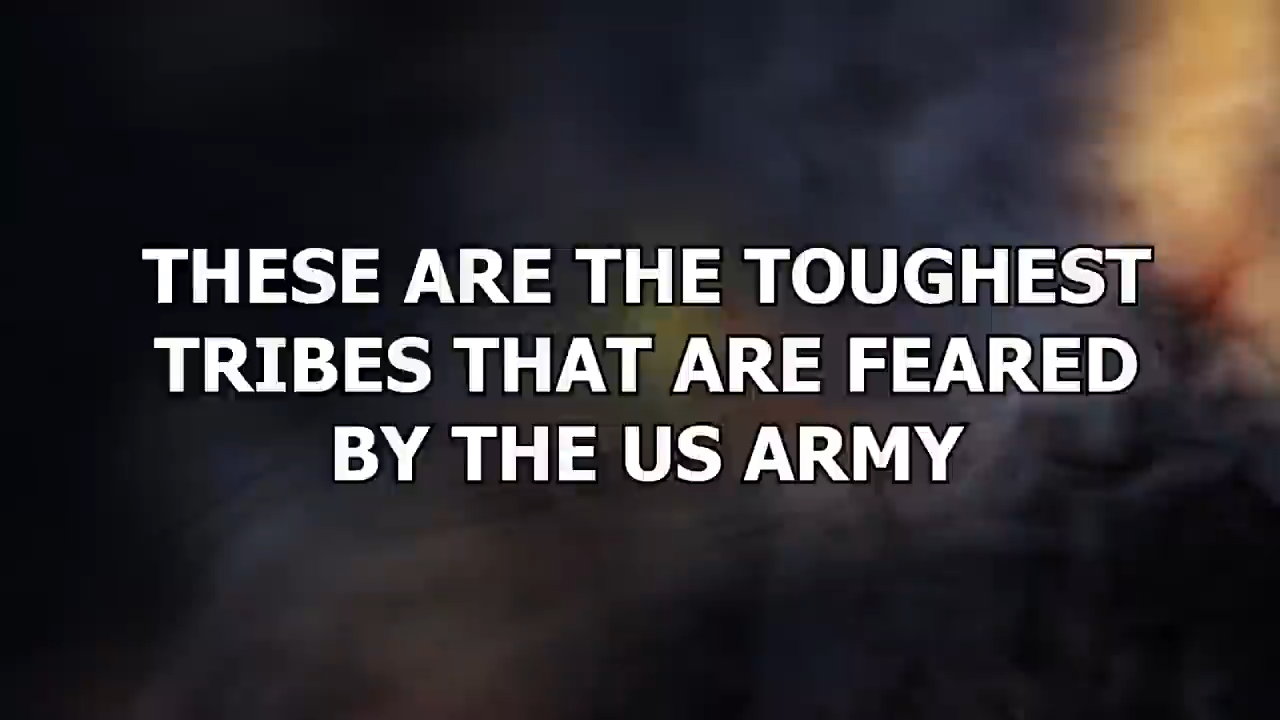 THESE ARE THE TOUGHEST
TRIBES THAT ARE FEARED
BY THE US ARMY